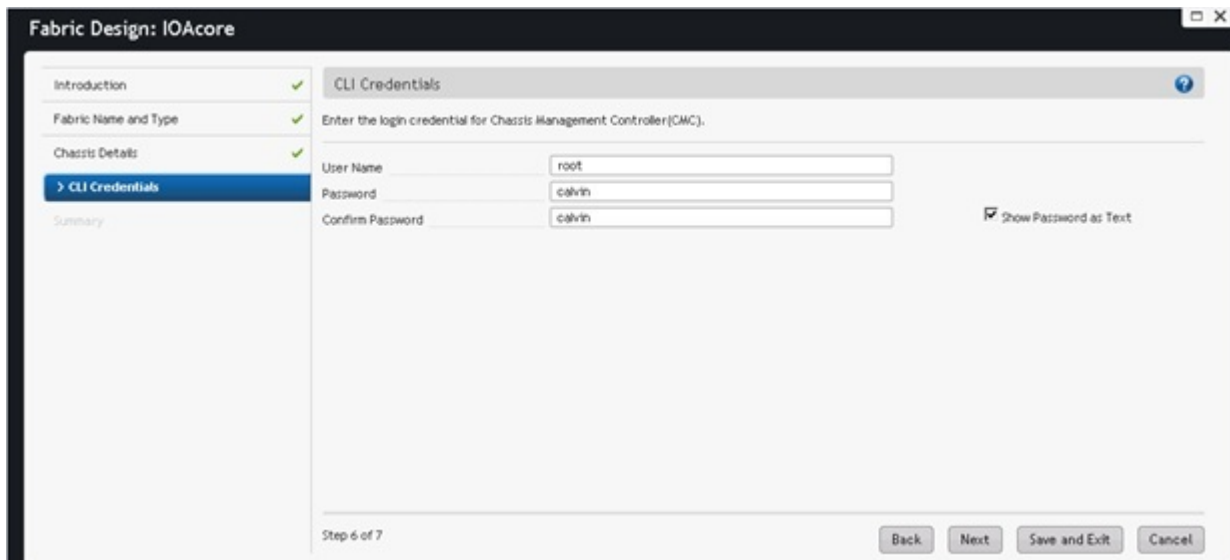 Fabric Design: IOAcore
Introduction
Fabric Name and Type
Chassis Details
> CLI Credentials
Summary
CLI Credentials
?
Enter the login credential for Chassis Management Controller(CMC).
User Name root
Password calvin
Confirm Password calvin
Show Password as Text
Step 6 of 7
Back Next Save and Exit Cancel